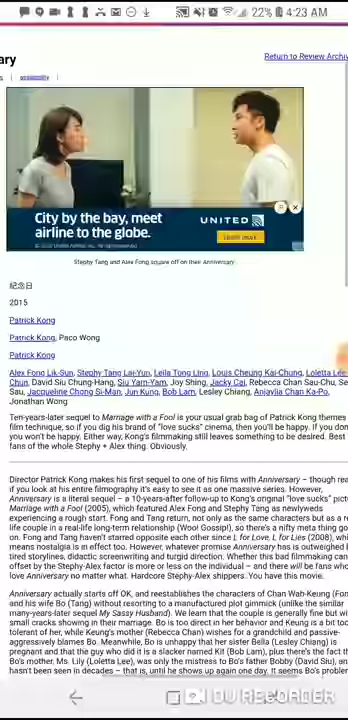 22% 4:23 AM
ary
Return to Review Archiv
s | availability |
City by the bay, meet
airline to the globe.
UNITED
Learn more
Stephy Tang and Alex Fong square off on their Anniversary
紀念日
2015
Patrick Kong
Patrick Kong, Paco Wong
Patrick Kong
Alex Fong Lik-Sun, Stephy Tang Lai-Yun, Leila Tong Ling, Louis Cheung Kai-Chung, Loletta Lee
Chun, David Siu Chung-Hang, Siu Yam-Yam, Joy Shing, Jacky Cai, Rebecca Chan Sau-Chu, Se
Sau, Jacqueline Chong Si-Man, Jun Kung, Bob Lam, Lesley Chiang, Anjaylia Chan Ka-Po,
Jonathan Wong
Ten-years-later sequel to Marriage with a Fool is your usual grab bag of Patrick Kong themes
film technique, so if you dig his brand of "love sucks" cinema, then you'll be happy. If you don
you won't be happy. Either way, Kong's filmmaking still leaves something to be desired. Best
fans of the whole Stephy + Alex thing. Obviously.
Director Patrick Kong makes his first sequel to one of his films with Anniversary – though rea
if you look at his entire filmography it's easy to see it as one massive series. However,
Anniversary is a literal sequel – a 10-years-after follow-up to Kong's original "love sucks" pict
Marriage with a Fool (2005), which featured Alex Fong and Stephy Tang as newlyweds
experiencing a rough start. Fong and Tang return, not only as the same characters but as a re
life couple in a real-life long-term relationship (Woo! Gossip!), so there's a nifty meta thing go
on. Fong and Tang haven't starred opposite each other since L for Love, L for Lies (2008), wh
means nostalgia is in effect too. However, whatever promise Anniversary has is outweighed b
tired storylines, didactic screenwriting and turgid direction. Whether this bad filmmaking can
offset by the Stephy-Alex factor is more or less on the individual – and there will be fans who
love Anniversary no matter what. Hardcore Stephy-Alex shippers: You have this movie.
Anniversary actually starts off OK, and reestablishes the characters of Chan Wah-Keung (Fon
and his wife Bo (Tang) without resorting to a manufactured plot gimmick (unlike the similar
many-years-later sequel My Sassy Husband). We learn that the couple is generally fine but wi
small cracks showing in their marriage. Bo is too direct in her behavior and Keung is a bit too
tolerant of her, while Keung's mother (Rebecca Chan) wishes for a grandchild and passive-
aggressively blames Bo. Meanwhile, Bo is unhappy that her sister Bella (Lesley Chiang) is
pregnant and that the guy who did it is a slacker named Kit (Bob Lam), plus there's the fact th
Bo's mother, Ms. Lily (Loletta Lee), was only the mistress to Bo's father Bobby (David Siu), an
hasn't been seen in decades – that is, until he shows up again one day. It seems Bo's problem
DU RECORDER